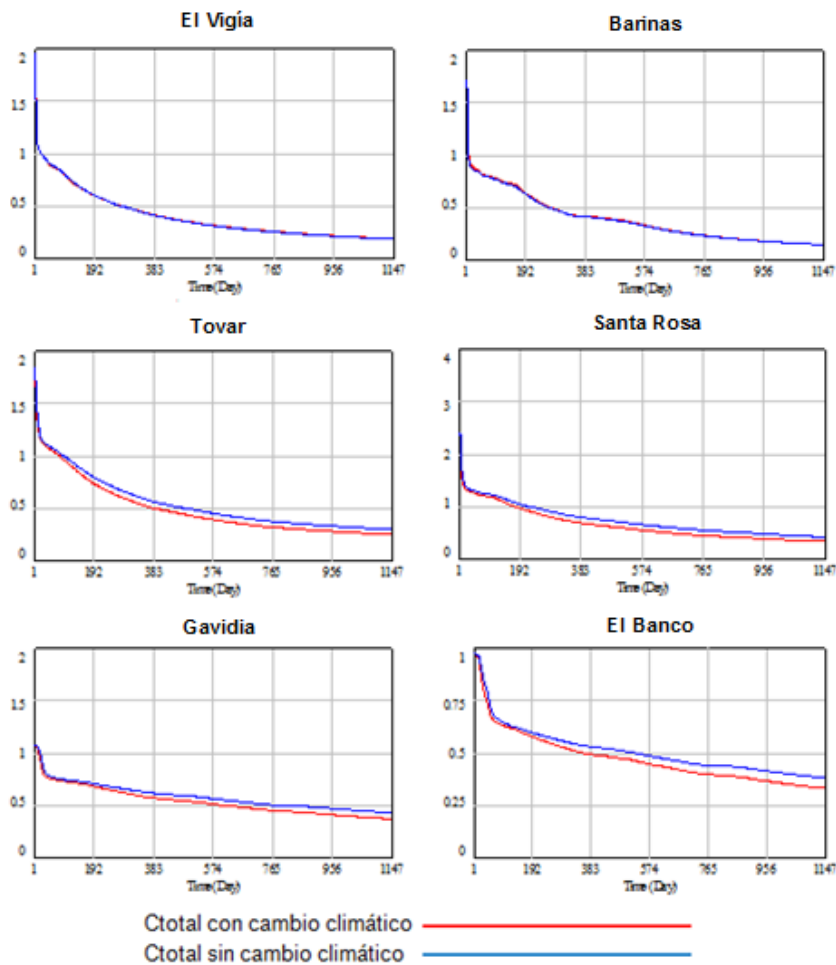 El Vigía
2
1.5
1
0.5
0
1 192 383 574 765 956 1147
Time (Day)
Barinas
2
1.5
1
0.5
0
1 192 383 574 765 956 1147
Time (Day)
Tovar
2
1.5
1
0.5
0
1 192 383 574 765 956 1147
Time (Day)
Santa Rosa
4
3
2
1
0
1 192 383 574 765 956 1147
Time (Day)
Gavidia
2
1.5
1
0.5
0
1 192 383 574 765 956 1147
Time (Day)
El Banco
1
0.75
0.5
0.25
0
1 192 383 574 765 956 1147
Time (Day)
Ctotal con cambio climático
Ctotal sin cambio climático